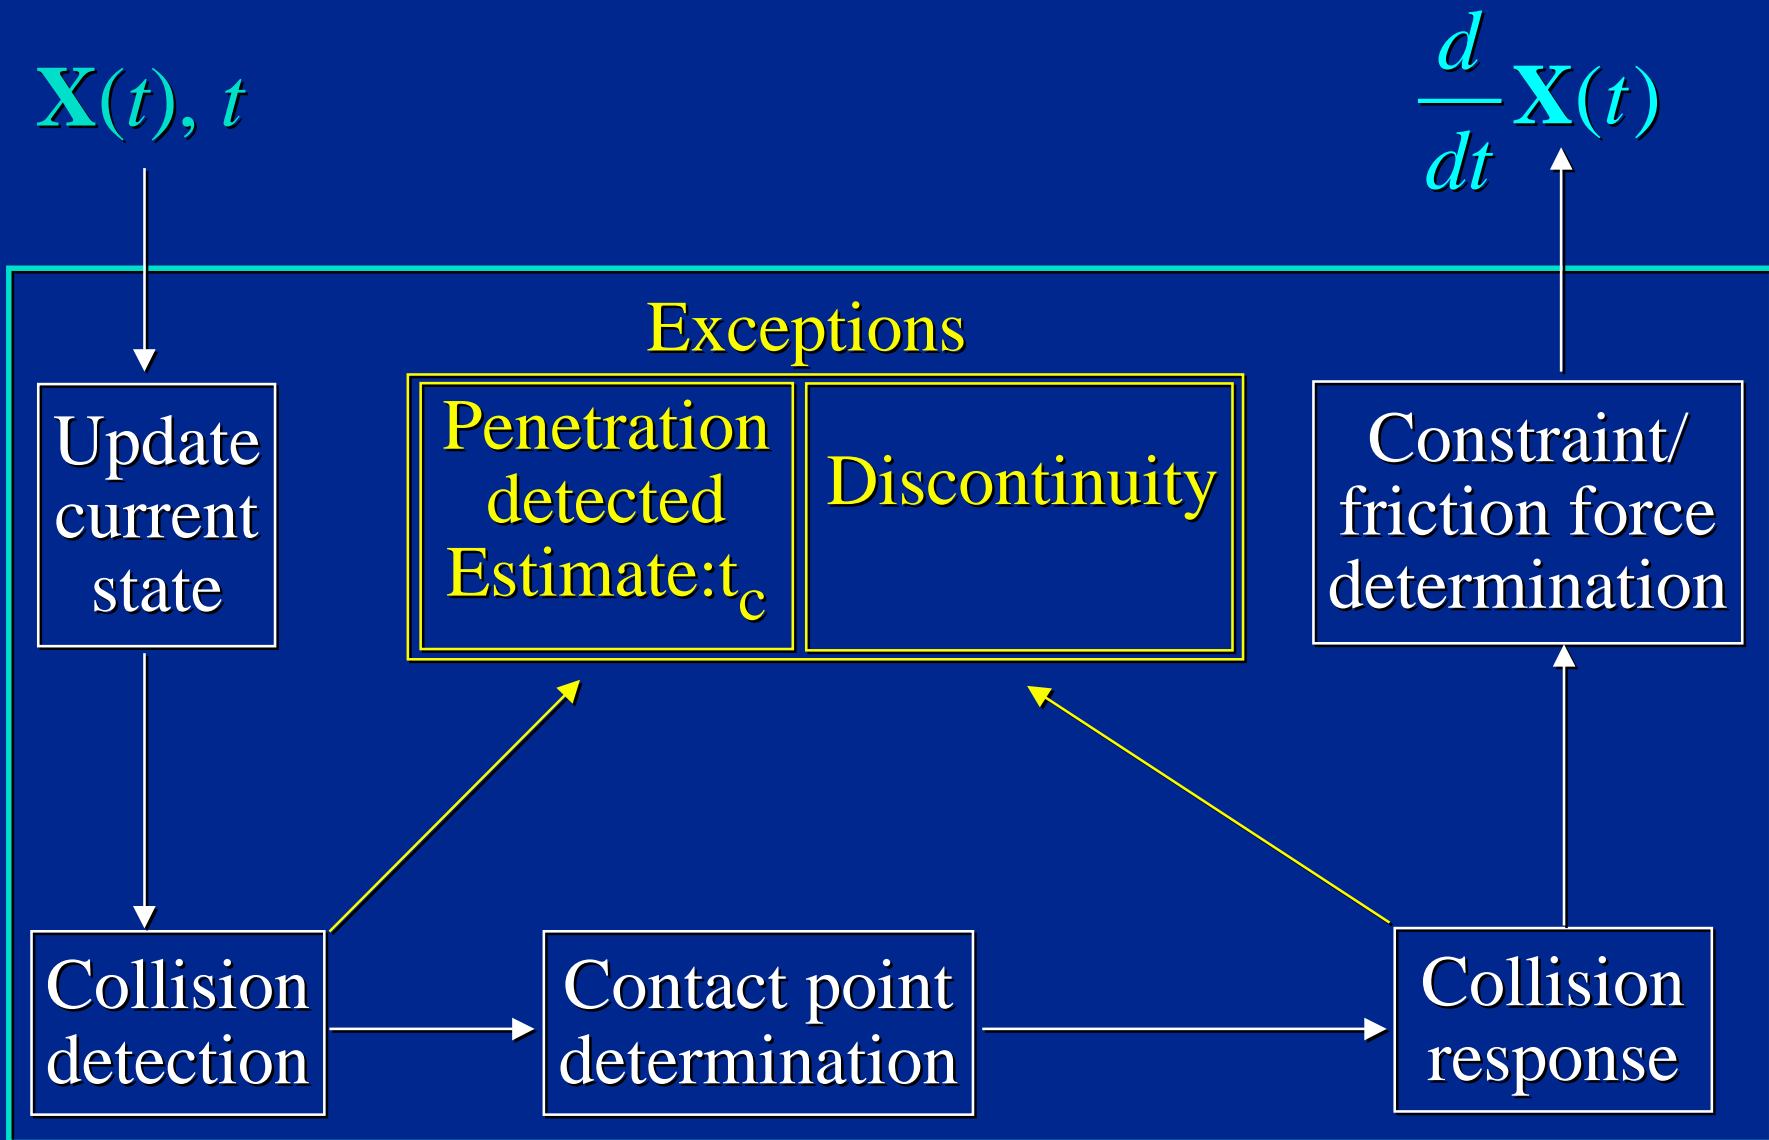 X(t), t
d
dt
X(t)
Exceptions
Update
current
state
Penetration
detected
Estimate:t_c
Discontinuity
Constraint/
friction force
determination
Collision
detection
Contact point
determination
Collision
response